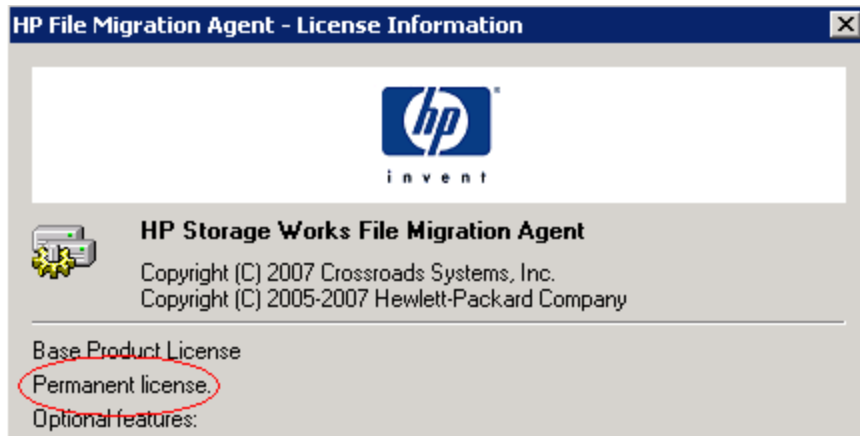 HP File Migration Agent - License Information
hp
invent
HP Storage Works File Migration Agent
Copyright (C) 2007 Crossroads Systems, Inc.
Copyright (C) 2005-2007 Hewlett-Packard Company
Base Product License
Permanent license.
Optional features: